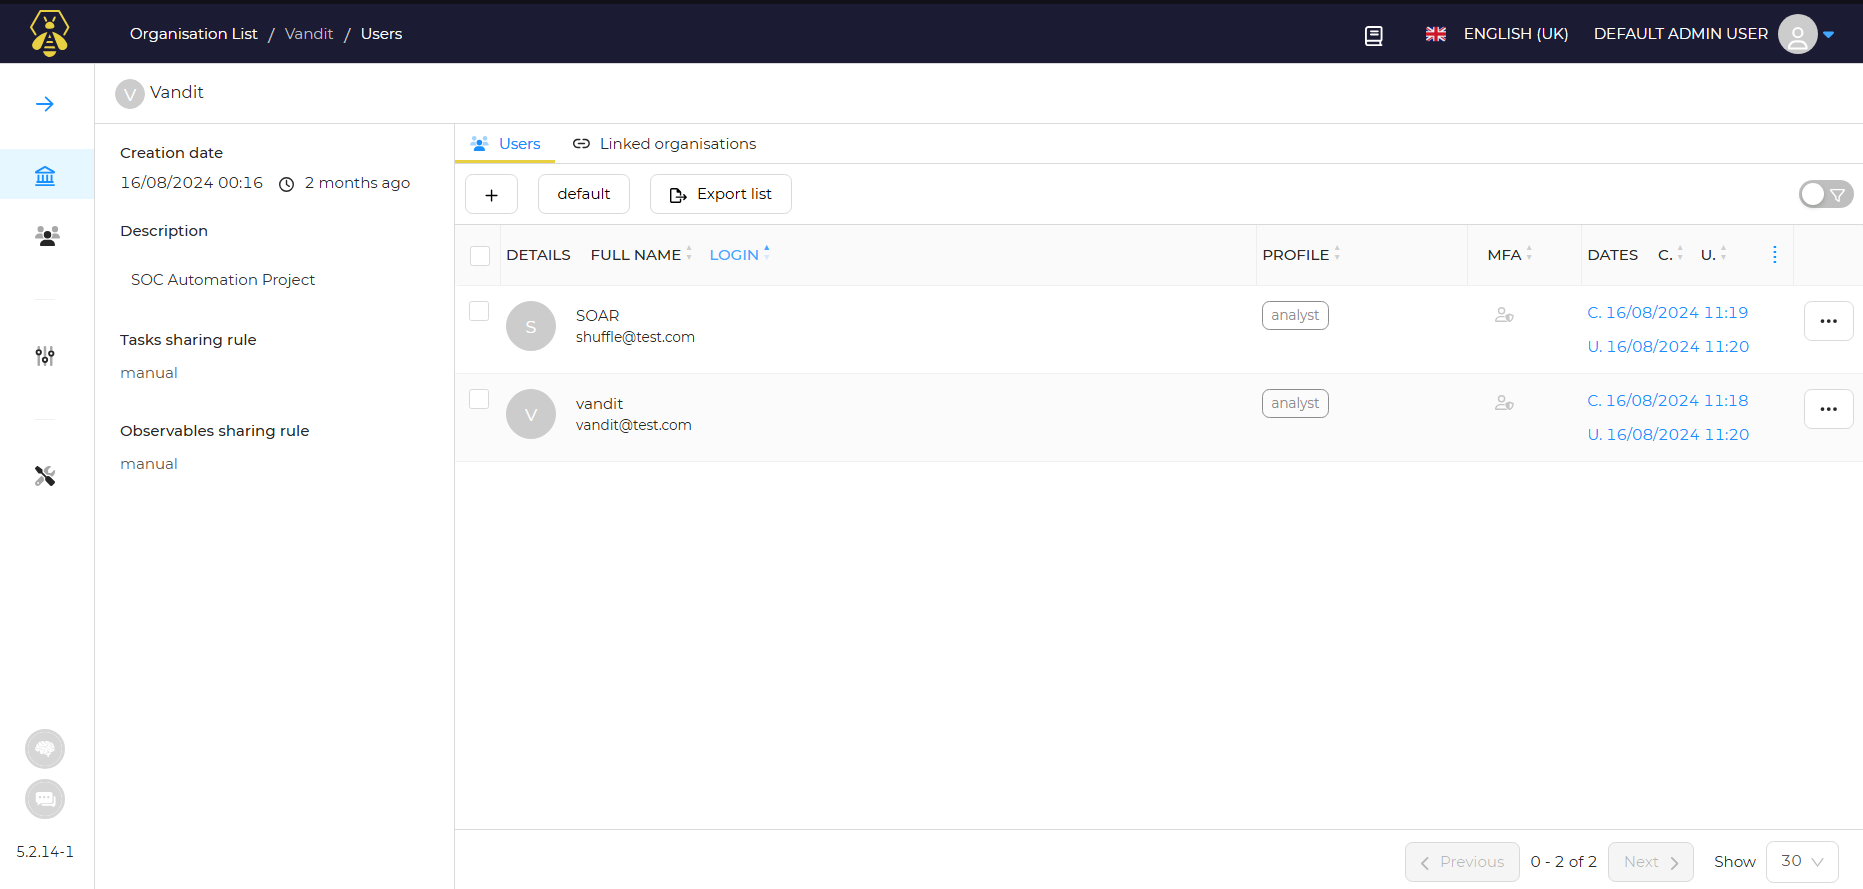 Organisation List / Vandit / Users
ENGLISH (UK)
DEFAULT ADMIN USER
V Vandit
Creation date
16/08/2024 00:16 2 months ago
Description
SOC Automation Project
Tasks sharing rule
manual
Observables sharing rule
manual
Users
Linked organisations
+
default
Export list
DETAILS FULL NAME LOGIN PROFILE MFA DATES C. U.
S
SOAR
shuffle@test.com
analyst
C. 16/08/2024 11:19
U. 16/08/2024 11:20
V
vandit
vandit@test.com
analyst
C. 16/08/2024 11:18
U. 16/08/2024 11:20
5.2.14-1
Previous 0 - 2 of 2 Next Show 30